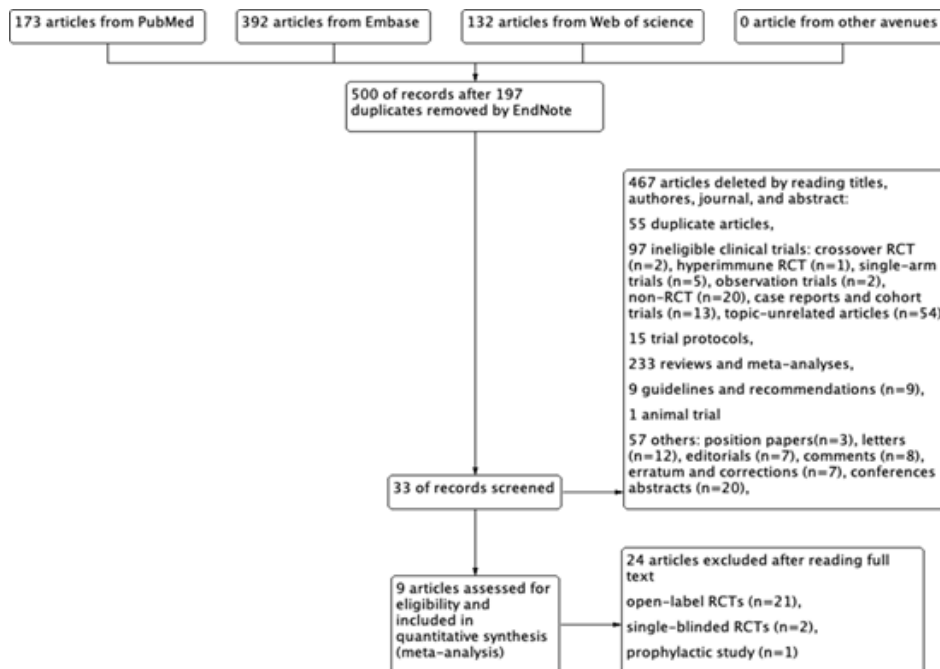 173 articles from PubMed
392 articles from Embase
132 articles from Web of science
0 article from other avenues
500 of records after 197
duplicates removed by EndNote
467 articles deleted by reading titles,
authores, journal, and abstract:
55 duplicate articles,
97 ineligible clinical trials: crossover RCT
(n=2), hyperimmune RCT (n=1), single-arm
trials (n=5), observation trials (n=2),
non-RCT (n=20), case reports and cohort
trials (n=13), topic-unrelated articles (n=54)
15 trial protocols,
233 reviews and meta-analyses,
9 guidelines and recommendations (n=9),
1 animal trial
57 others: position papers(n=3), letters
(n=12), editorials (n=7), comments (n=8),
erratum and corrections (n=7), conferences
abstracts (n=20),
33 of records screened
24 articles excluded after reading full
text
open-label RCTs (n=21),
single-blinded RCTs (n=2),
prophylactic study (n=1)
9 articles assessed for
eligibility and
included in
quantitative synthesis
(meta-analysis)